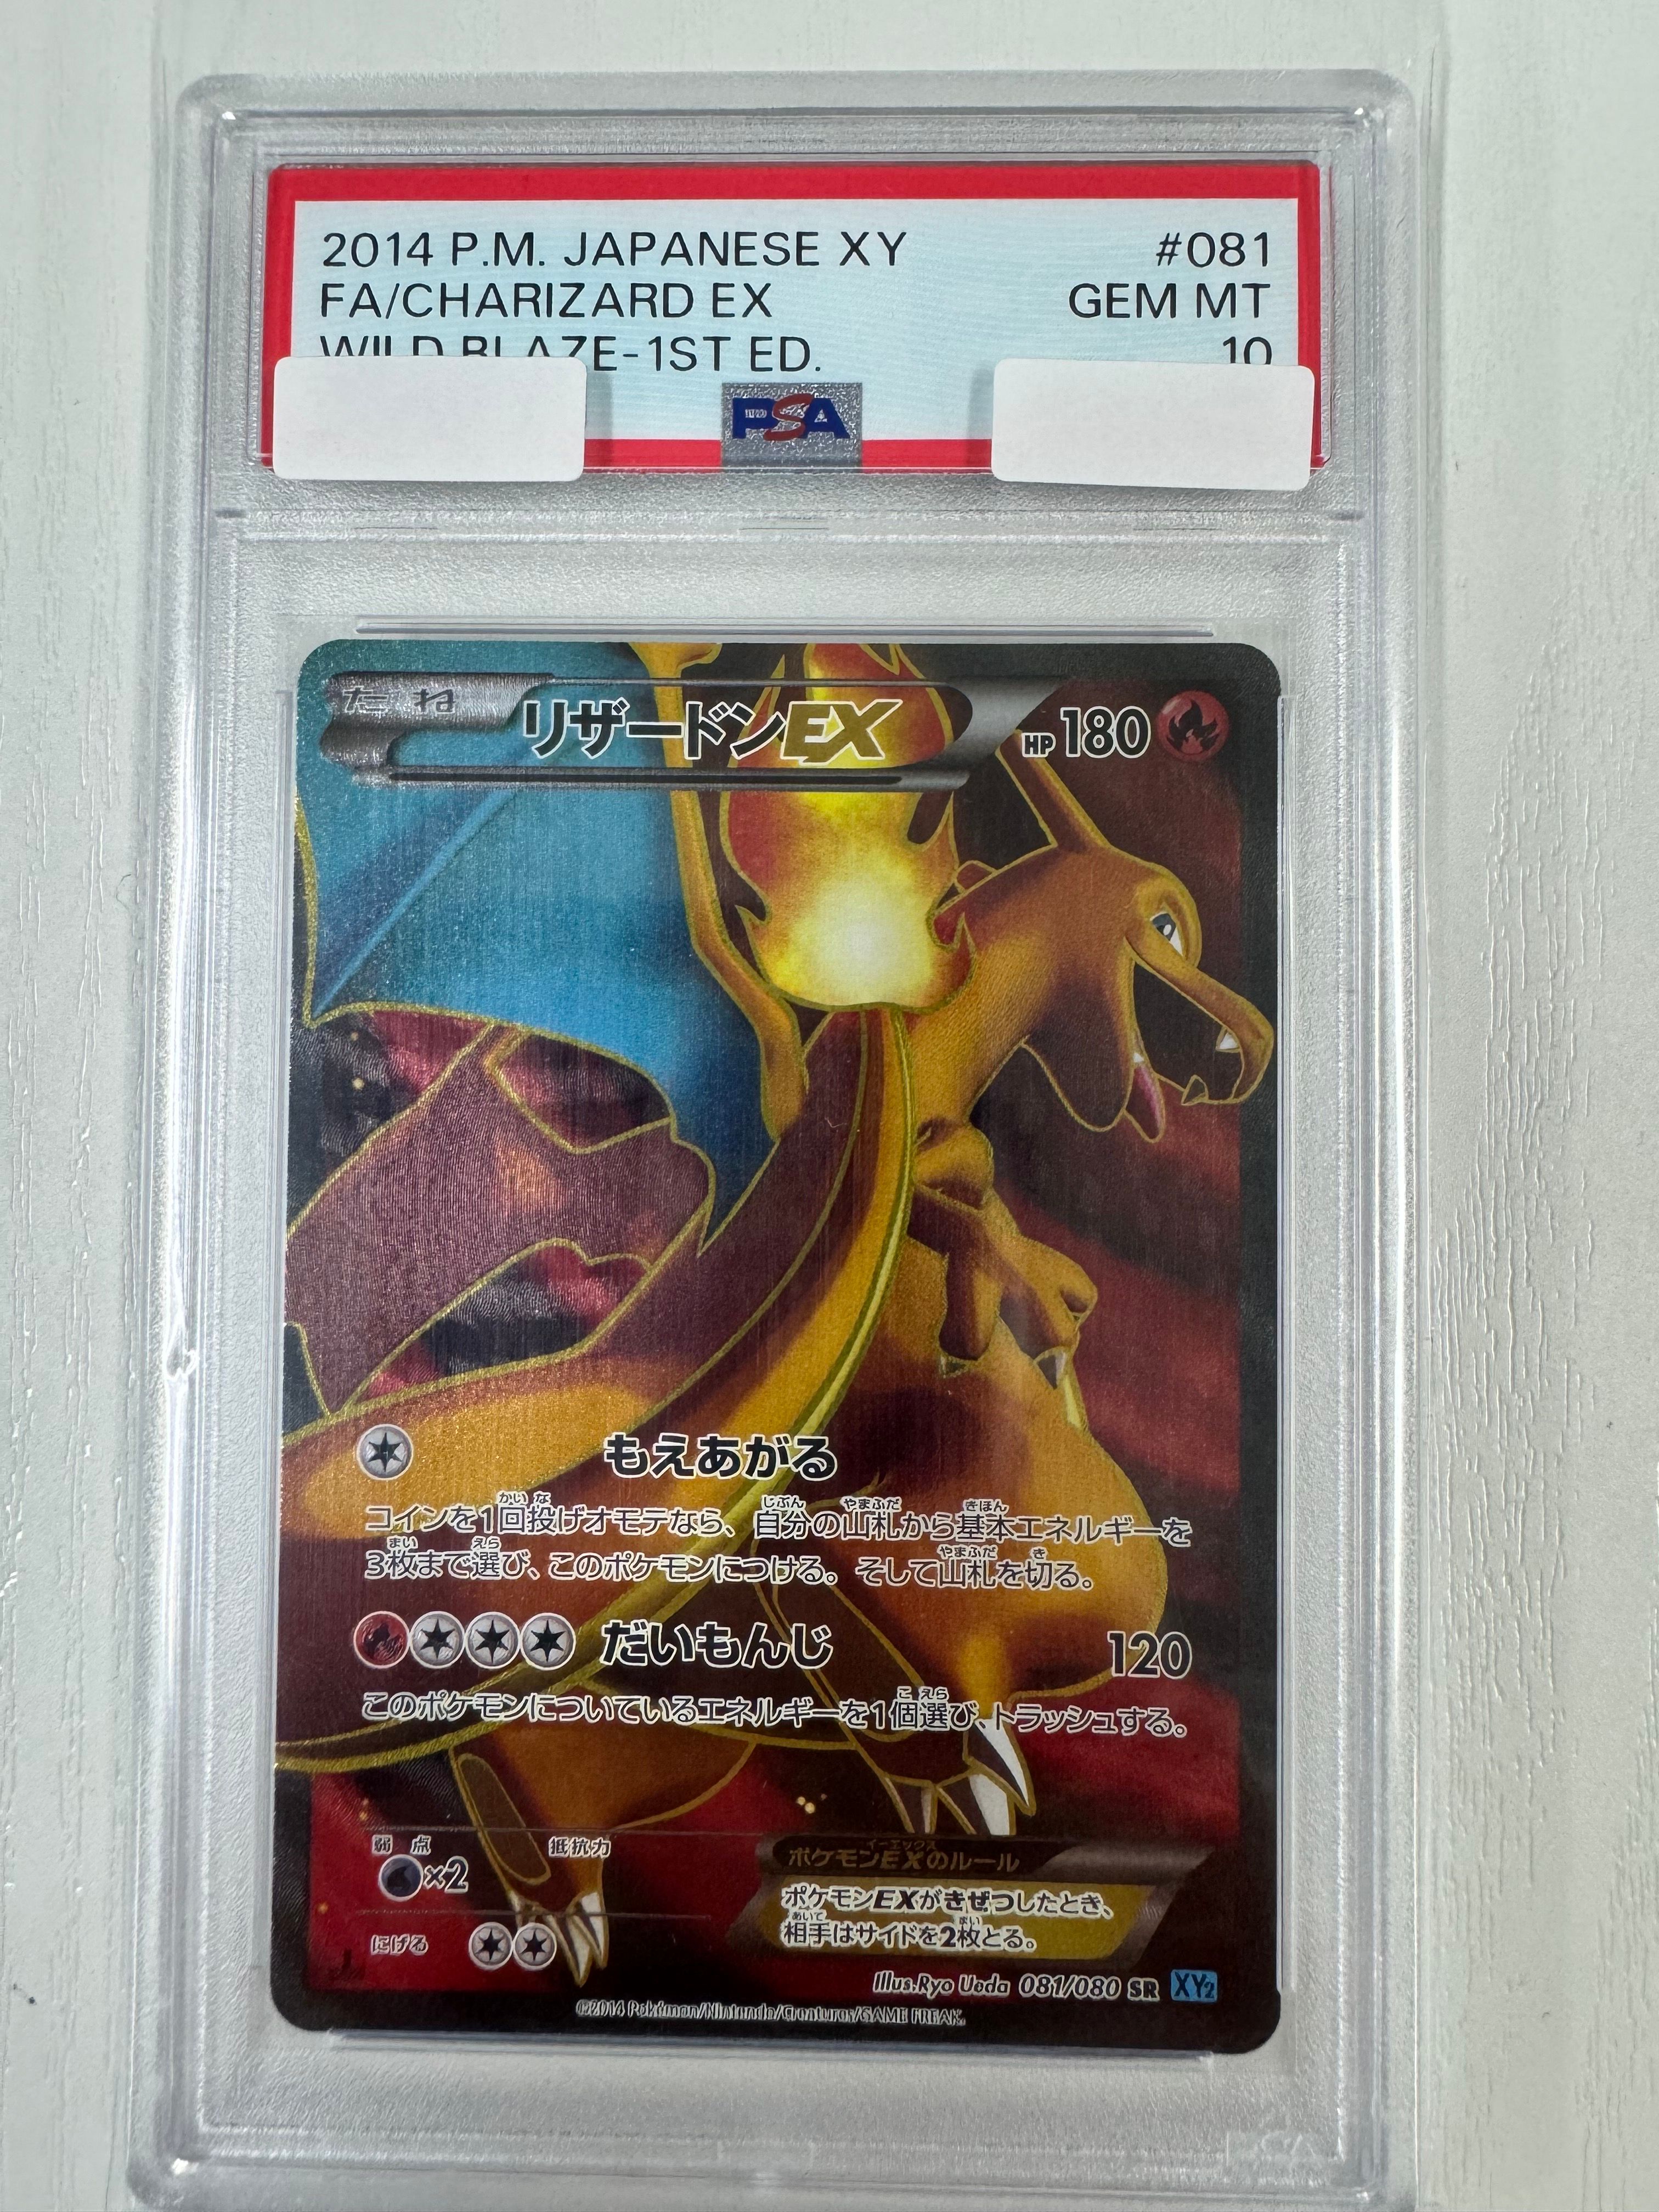 2014 P.M. JAPANESE XY #081
FA/CHARIZARD EX GEM MT
WILD BLAZE-1ST ED. 10
PSA
たね リザードンEX HP180
もえあがる
コインを1回投げオモテなら、自分の山札から基本エネルギーを
3枚まで選び、このポケモンにつける。そして山札を切る。
だいもんじ 120
このポケモンについているエネルギーを1個選び、トラッシュする。
弱点 抵抗力
×2
にげる
ポケモンEXのルール
ポケモンEXがきぜつしたとき、
相手はサイドを2枚とる。
Illus.Ryo Ueda 081/080 SR XY2
©2014 Pokémon/Nintendo/Creatures/GAME FREAK.